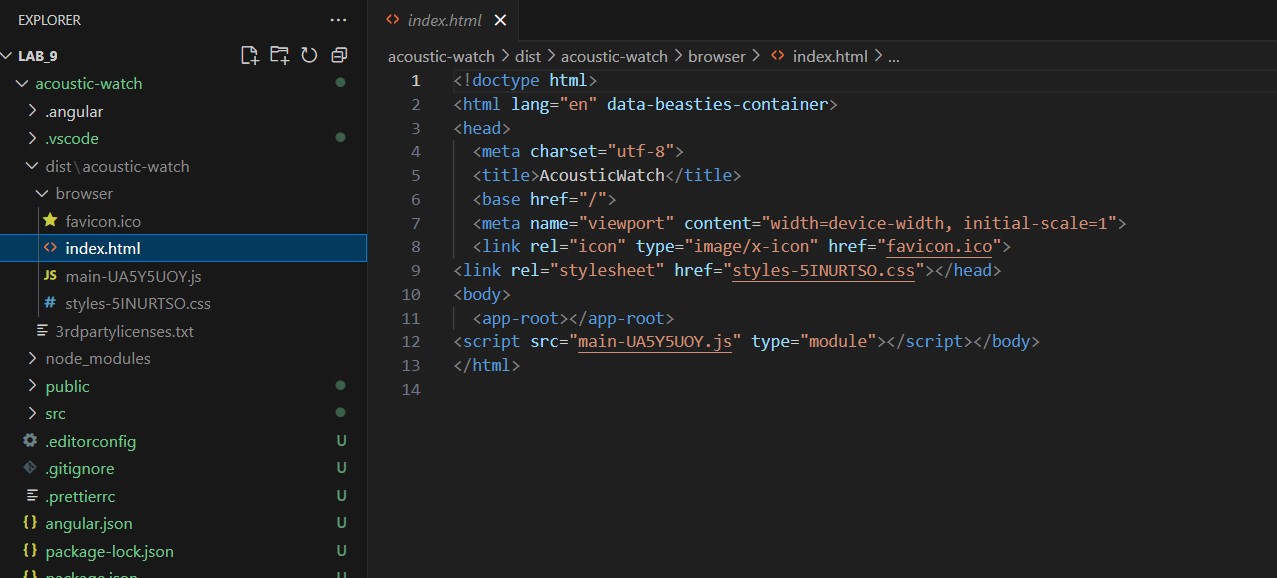 EXPLORER
LAB_9
acoustic-watch
.angular
.vscode
dist\acoustic-watch
browser
favicon.ico
index.html
JS main-UA5Y5UOY.js
# styles-5INURTSO.css
3rdpartylicenses.txt
node_modules
public
src
.editorconfig U
.gitignore U
.prettierrc U
{} angular.json U
{} package-lock.json U
{} package.json U
<> index.html
acoustic-watch > dist > acoustic-watch > browser > <> index.html > ...
1 <!doctype html>
2 <html lang="en" data-beasties-container>
3 <head>
4 <meta charset="utf-8">
5 <title>AcousticWatch</title>
6 <base href="/">
7 <meta name="viewport" content="width=device-width, initial-scale=1">
8 <link rel="icon" type="image/x-icon" href="favicon.ico">
9 <link rel="stylesheet" href="styles-5INURTSO.css"></head>
10 <body>
11 <app-root></app-root>
12 <script src="main-UA5Y5UOY.js" type="module"></script></body>
13 </html>
14